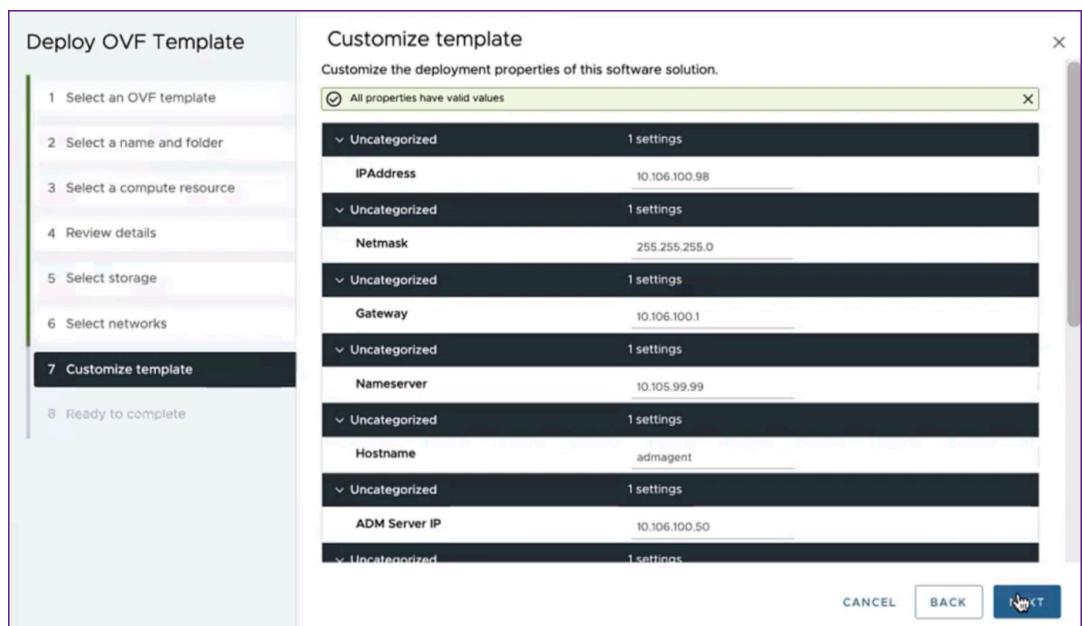 Deploy OVF Template
1 Select an OVF template
2 Select a name and folder
3 Select a compute resource
4 Review details
5 Select storage
6 Select networks
7 Customize template
8 Ready to complete
Customize template
Customize the deployment properties of this software solution.
All properties have valid values
Uncategorized 1 settings
IPAddress 10.106.100.98
Uncategorized 1 settings
Netmask 255.255.255.0
Uncategorized 1 settings
Gateway 10.106.100.1
Uncategorized 1 settings
Nameserver 10.105.99.99
Uncategorized 1 settings
Hostname admagent
Uncategorized 1 settings
ADM Server IP 10.106.100.50
Uncategorized 1 settings
CANCEL BACK NEXT